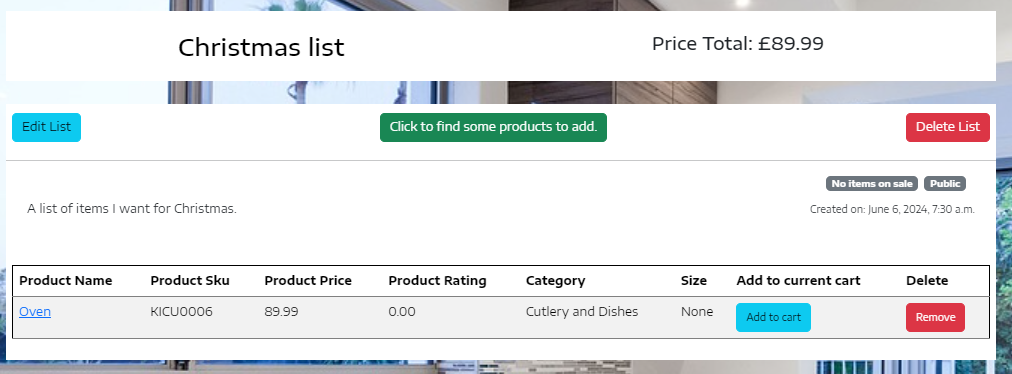 Christmas list
Price Total: £89.99
Edit List
Click to find some products to add.
Delete List
No items on sale Public
A list of items I want for Christmas.
Created on: June 6, 2024, 7:30 a.m.
Product Name Product Sku Product Price Product Rating Category Size Add to current cart Delete
Oven KICU0006 89.99 0.00 Cutlery and Dishes None Add to cart Remove